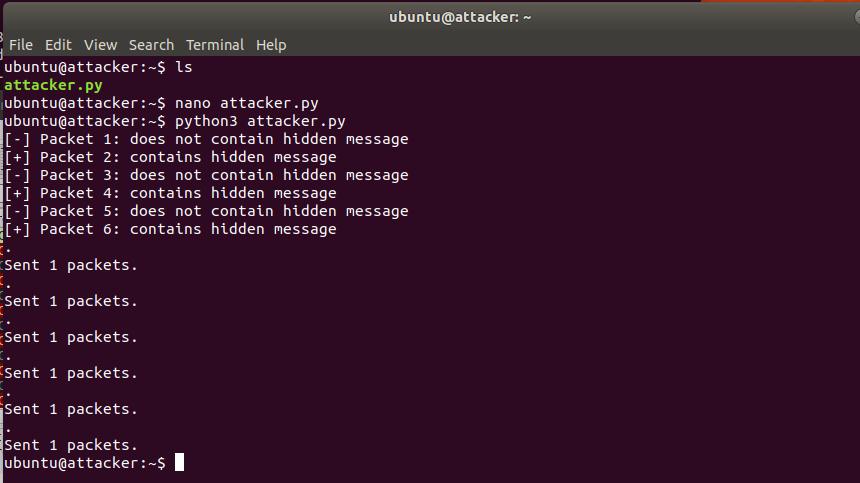 ubuntu@attacker: ~
File Edit View Search Terminal Help
ubuntu@attacker:~$ ls
attacker.py
ubuntu@attacker:~$ nano attacker.py
ubuntu@attacker:~$ python3 attacker.py
[-] Packet 1: does not contain hidden message
[+] Packet 2: contains hidden message
[-] Packet 3: does not contain hidden message
[+] Packet 4: contains hidden message
[-] Packet 5: does not contain hidden message
[+] Packet 6: contains hidden message
.
Sent 1 packets.
.
Sent 1 packets.
.
Sent 1 packets.
.
Sent 1 packets.
.
Sent 1 packets.
.
Sent 1 packets.
ubuntu@attacker:~$